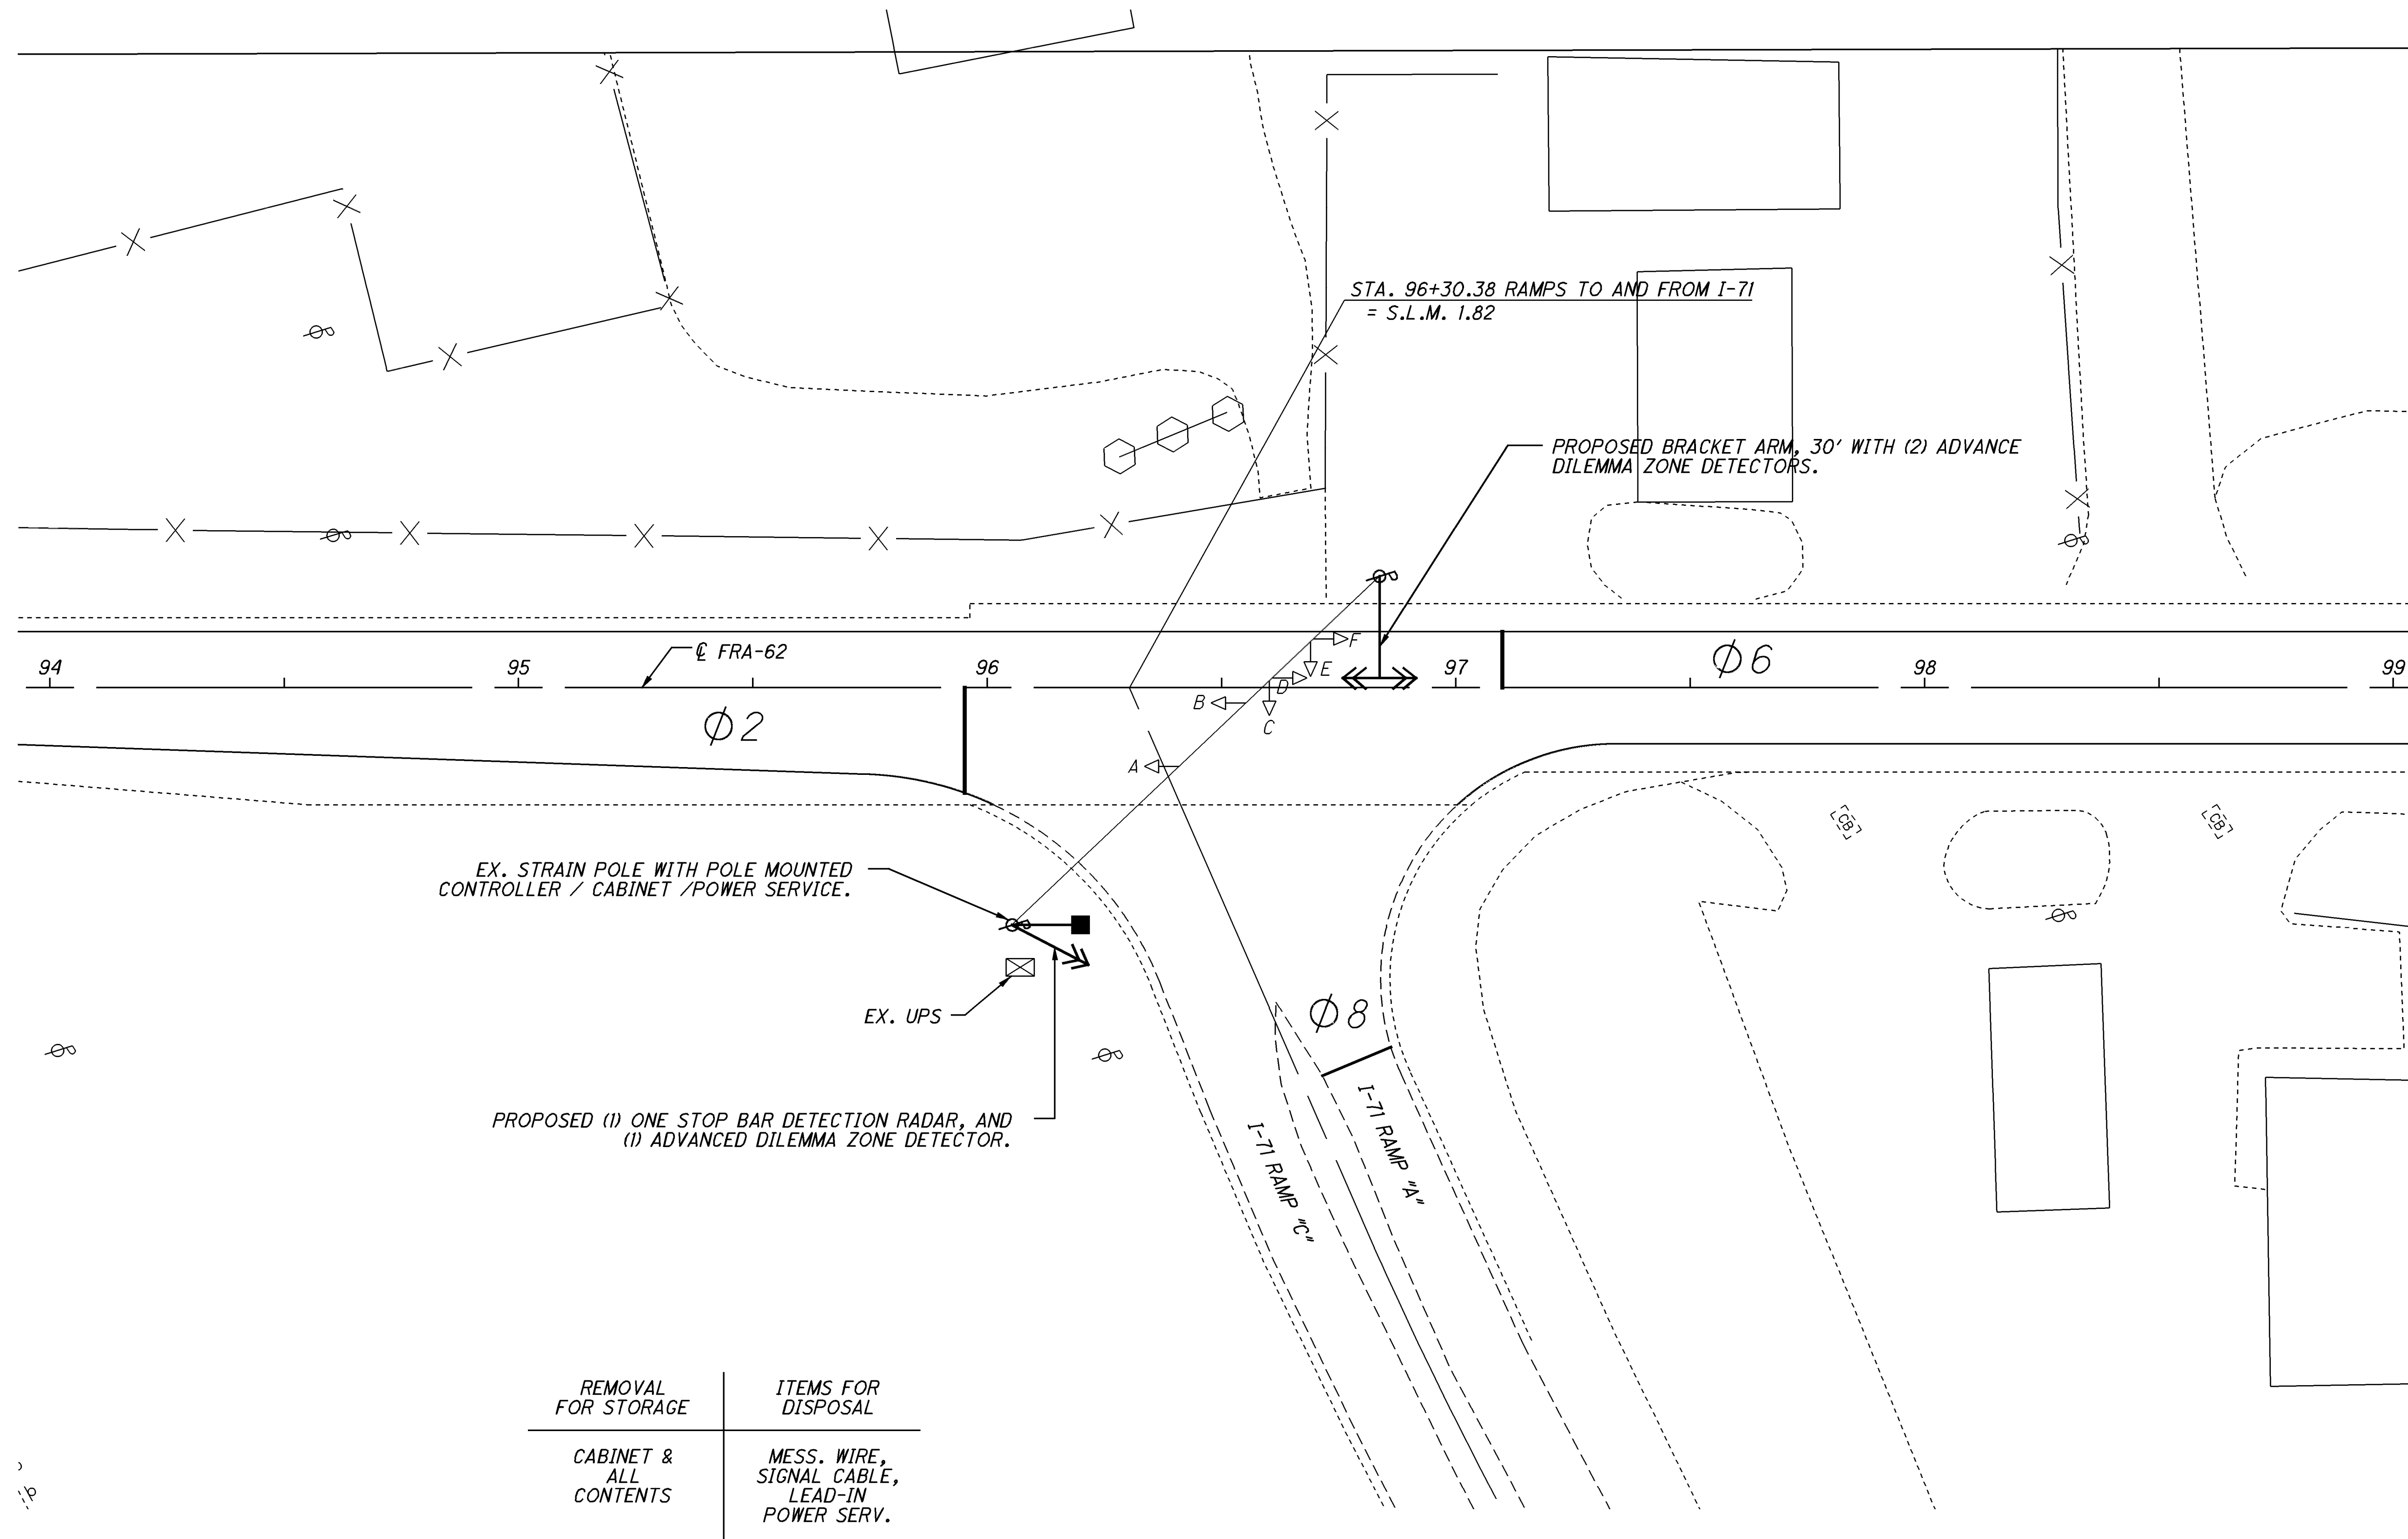 STA. 96+30.38 RAMPS TO AND FROM I-71
= S.L.M. 1.82
PROPOSED BRACKET ARM, 30' WITH (2) ADVANCE
DILEMMA ZONE DETECTORS.
℄ FRA-62
94
95
96
97
98
99
Φ6
Φ2
F
E
D
B
C
A
CB
CB
EX. STRAIN POLE WITH POLE MOUNTED
CONTROLLER / CABINET /POWER SERVICE.
EX. UPS
Φ8
PROPOSED (1) ONE STOP BAR DETECTION RADAR, AND
(1) ADVANCED DILEMMA ZONE DETECTOR.
I-71 RAMP "C"
I-71 RAMP "A"
REMOVAL
FOR STORAGE
ITEMS FOR
DISPOSAL
CABINET &
ALL
CONTENTS
MESS. WIRE,
SIGNAL CABLE,
LEAD-IN
POWER SERV.